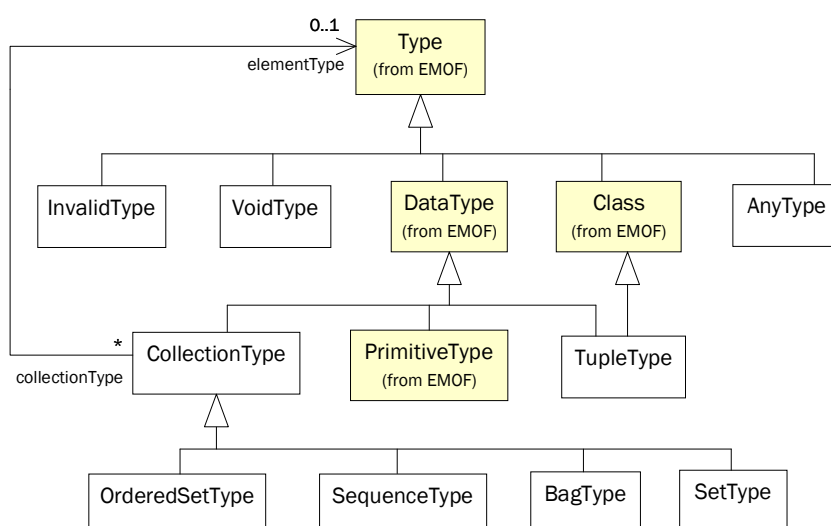 0..1
Type
(from EMOF)
elementType
InvalidType
VoidType
DataType
(from EMOF)
Class
(from EMOF)
AnyType
*
collectionType
CollectionType
PrimitiveType
(from EMOF)
TupleType
OrderedSetType
SequenceType
BagType
SetType